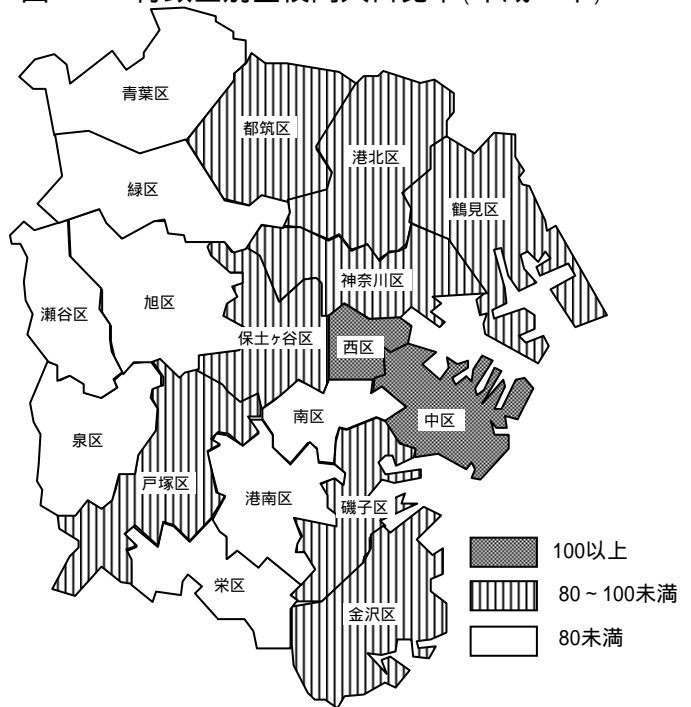 青葉区
都筑区
港北区
緑区
鶴見区
神奈川区
瀬谷区
旭区
保土ヶ谷区
西区
南区
中区
泉区
戸塚区
港南区
磯子区
栄区
金沢区
100以上
80~100未満
80未満